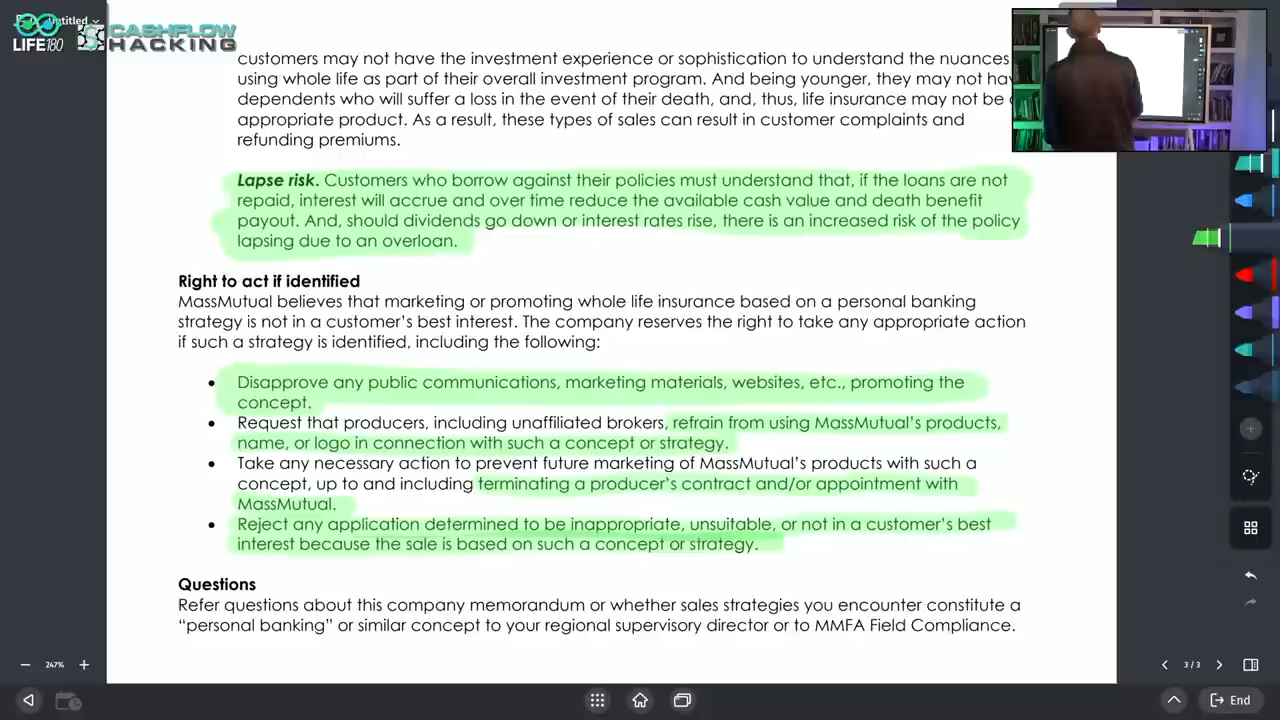 Untitled
LIFE180
CASHFLOW
HACKING
customers may not have the investment experience or sophistication to understand the nuances
using whole life as part of their overall investment program. And being younger, they may not
dependents who will suffer a loss in the event of their death, and, thus, life insurance may not be
appropriate product. As a result, these types of sales can result in customer complaints and
refunding premiums.
Lapse risk. Customers who borrow against their policies must understand that, if the loans are not
repaid, interest will accrue and over time reduce the available cash value and death benefit
payout. And, should dividends go down or interest rates rise, there is an increased risk of the policy
lapsing due to an overloan.
Right to act if identified
MassMutual believes that marketing or promoting whole life insurance based on a personal banking
strategy is not in a customer's best interest. The company reserves the right to take any appropriate action
if such a strategy is identified, including the following:
• Disapprove any public communications, marketing materials, websites, etc., promoting the
concept.
• Request that producers, including unaffiliated brokers, refrain from using MassMutual's products,
name, or logo in connection with such a concept or strategy.
• Take any necessary action to prevent future marketing of MassMutual's products with such a
concept, up to and including terminating a producer's contract and/or appointment with
MassMutual.
• Reject any application determined to be inappropriate, unsuitable, or not in a customer's best
interest because the sale is based on such a concept or strategy.
Questions
Refer questions about this company memorandum or whether sales strategies you encounter constitute a
"personal banking" or similar concept to your regional supervisory director or to MMFA Field Compliance.
247%
3/3
End